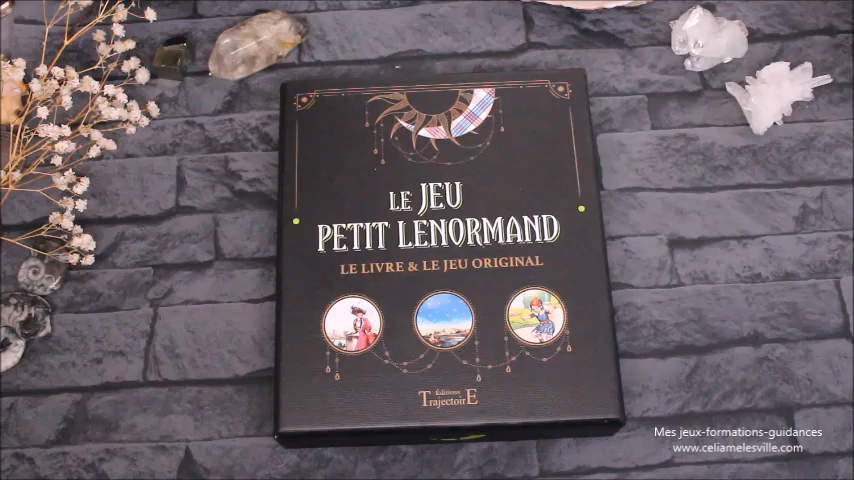 LE JEU
PETIT LENORMAND
LE LIVRE & LE JEU ORIGINAL
Éditions
TrajectoirE
Mes jeux-formations-guidances
www.celiamelesville.com